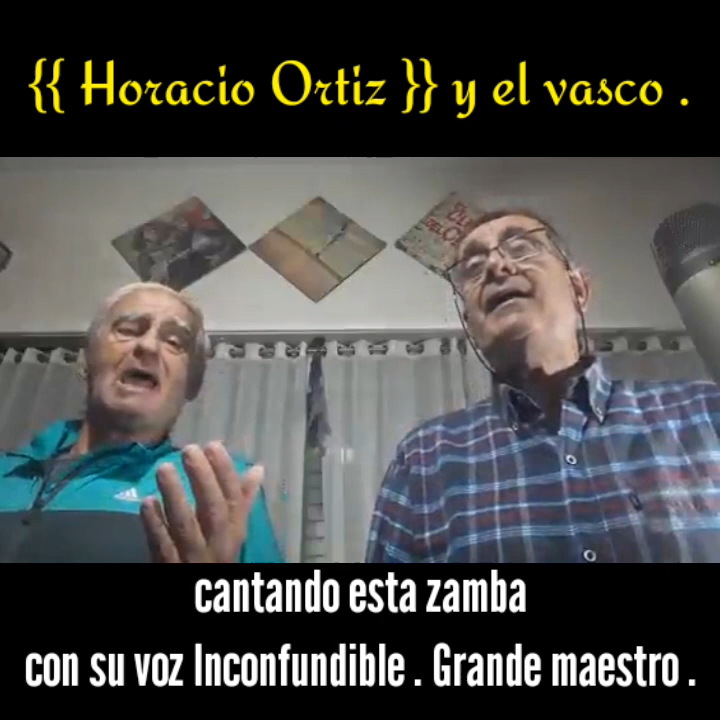 {{ Horacio Ortiz }} y el vasco .
cantando esta zamba
con su voz Inconfundible . Grande maestro .